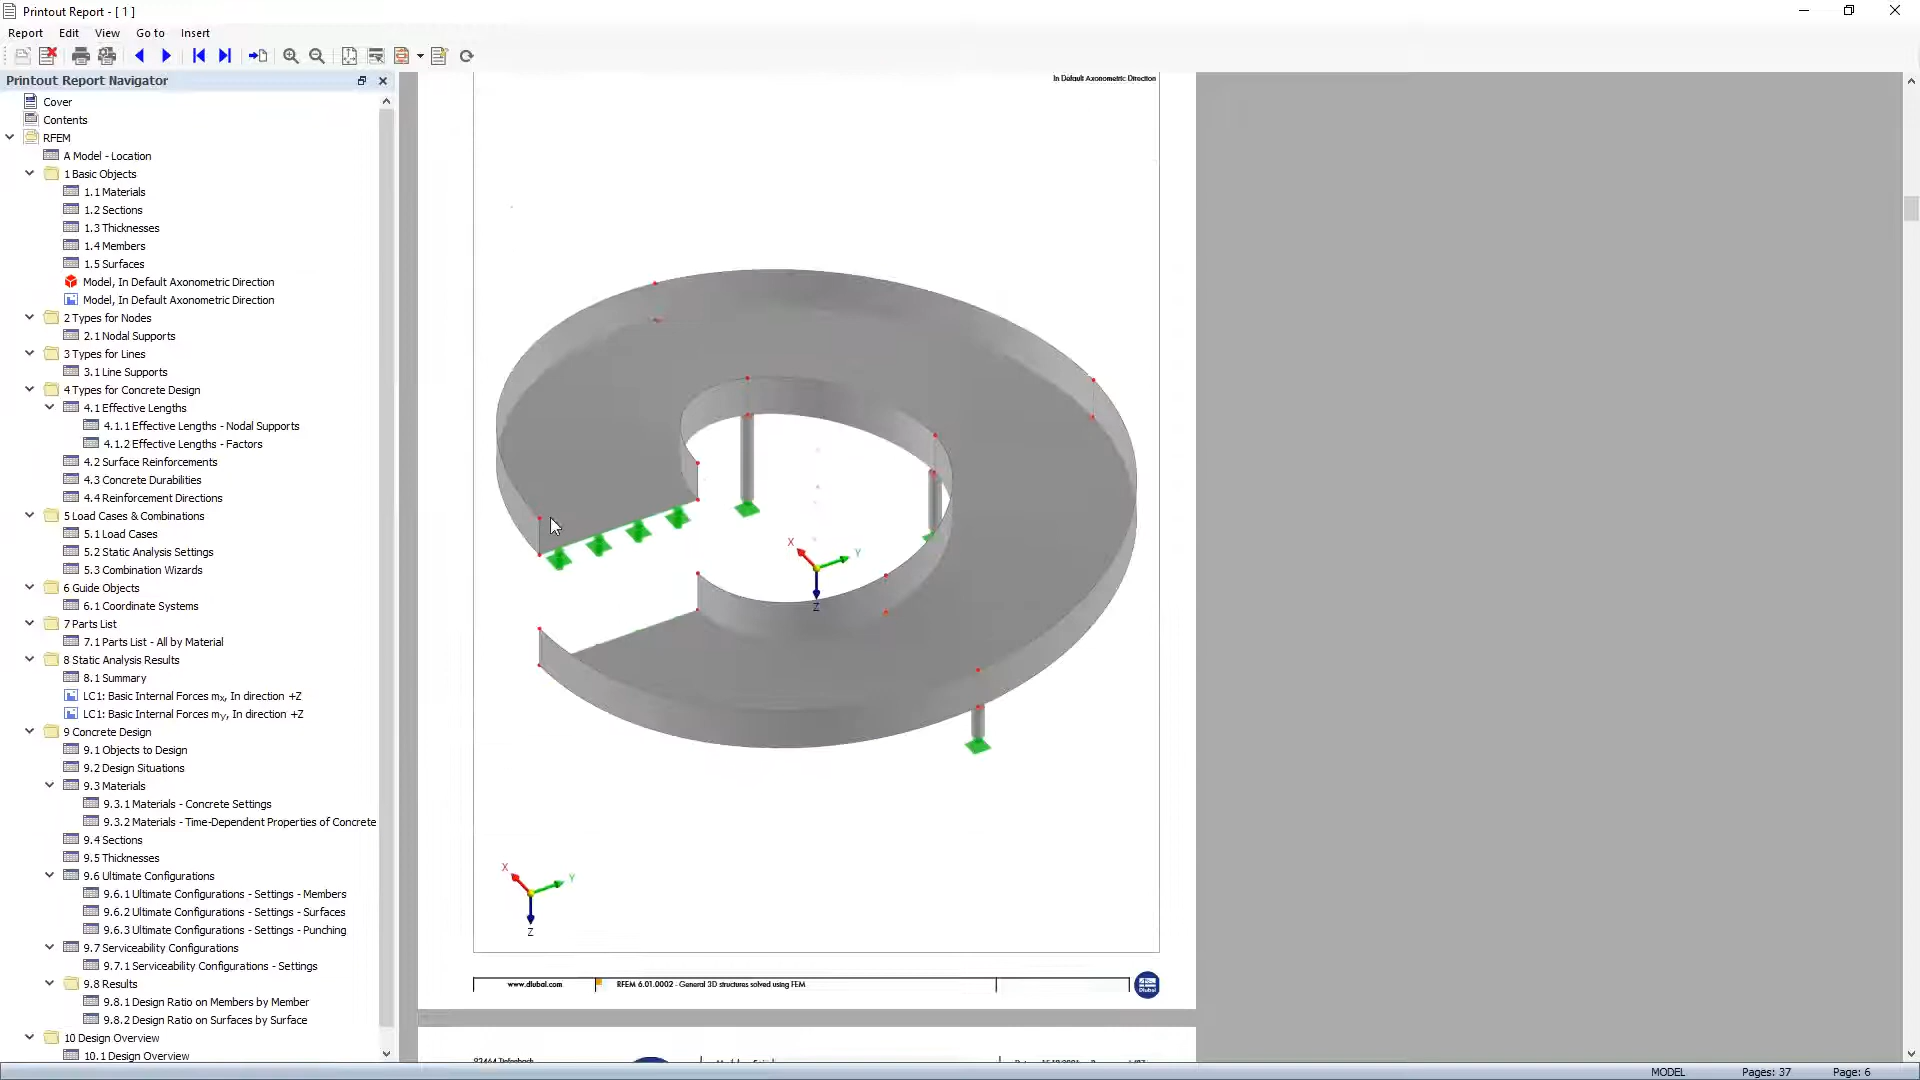 Printout Report - [ 1 ]
Report Edit View Go to Insert
Printout Report Navigator
In Default Axonometric Direction
Cover
Contents
RFEM
A Model - Location
1 Basic Objects
1.1 Materials
1.2 Sections
1.3 Thicknesses
1.4 Members
1.5 Surfaces
Model, In Default Axonometric Direction
Model, In Default Axonometric Direction
2 Types for Nodes
2.1 Nodal Supports
3 Types for Lines
3.1 Line Supports
4 Types for Concrete Design
4.1 Effective Lengths
4.1.1 Effective Lengths - Nodal Supports
4.1.2 Effective Lengths - Factors
4.2 Surface Reinforcements
4.3 Concrete Durabilities
4.4 Reinforcement Directions
5 Load Cases & Combinations
5.1 Load Cases
5.2 Static Analysis Settings
5.3 Combination Wizards
6 Guide Objects
6.1 Coordinate Systems
7 Parts List
7.1 Parts List - All by Material
8 Static Analysis Results
8.1 Summary
LC1: Basic Internal Forces mx, In direction +Z
LC1: Basic Internal Forces my, In direction +Z
9 Concrete Design
9.1 Objects to Design
9.2 Design Situations
9.3 Materials
9.3.1 Materials - Concrete Settings
9.3.2 Materials - Time-Dependent Properties of Concrete
9.4 Sections
9.5 Thicknesses
9.6 Ultimate Configurations
9.6.1 Ultimate Configurations - Settings - Members
9.6.2 Ultimate Configurations - Settings - Surfaces
9.6.3 Ultimate Configurations - Settings - Punching
9.7 Serviceability Configurations
9.7.1 Serviceability Configurations - Settings
9.8 Results
9.8.1 Design Ratio on Members by Member
9.8.2 Design Ratio on Surfaces by Surface
10 Design Overview
10.1 Design Overview
X Y
Z
X Y
Z
www.dlubal.com RFEM 6.01.0002 - General 3D structures solved using FEM Dlubal
MODEL Pages: 37 Page: 6